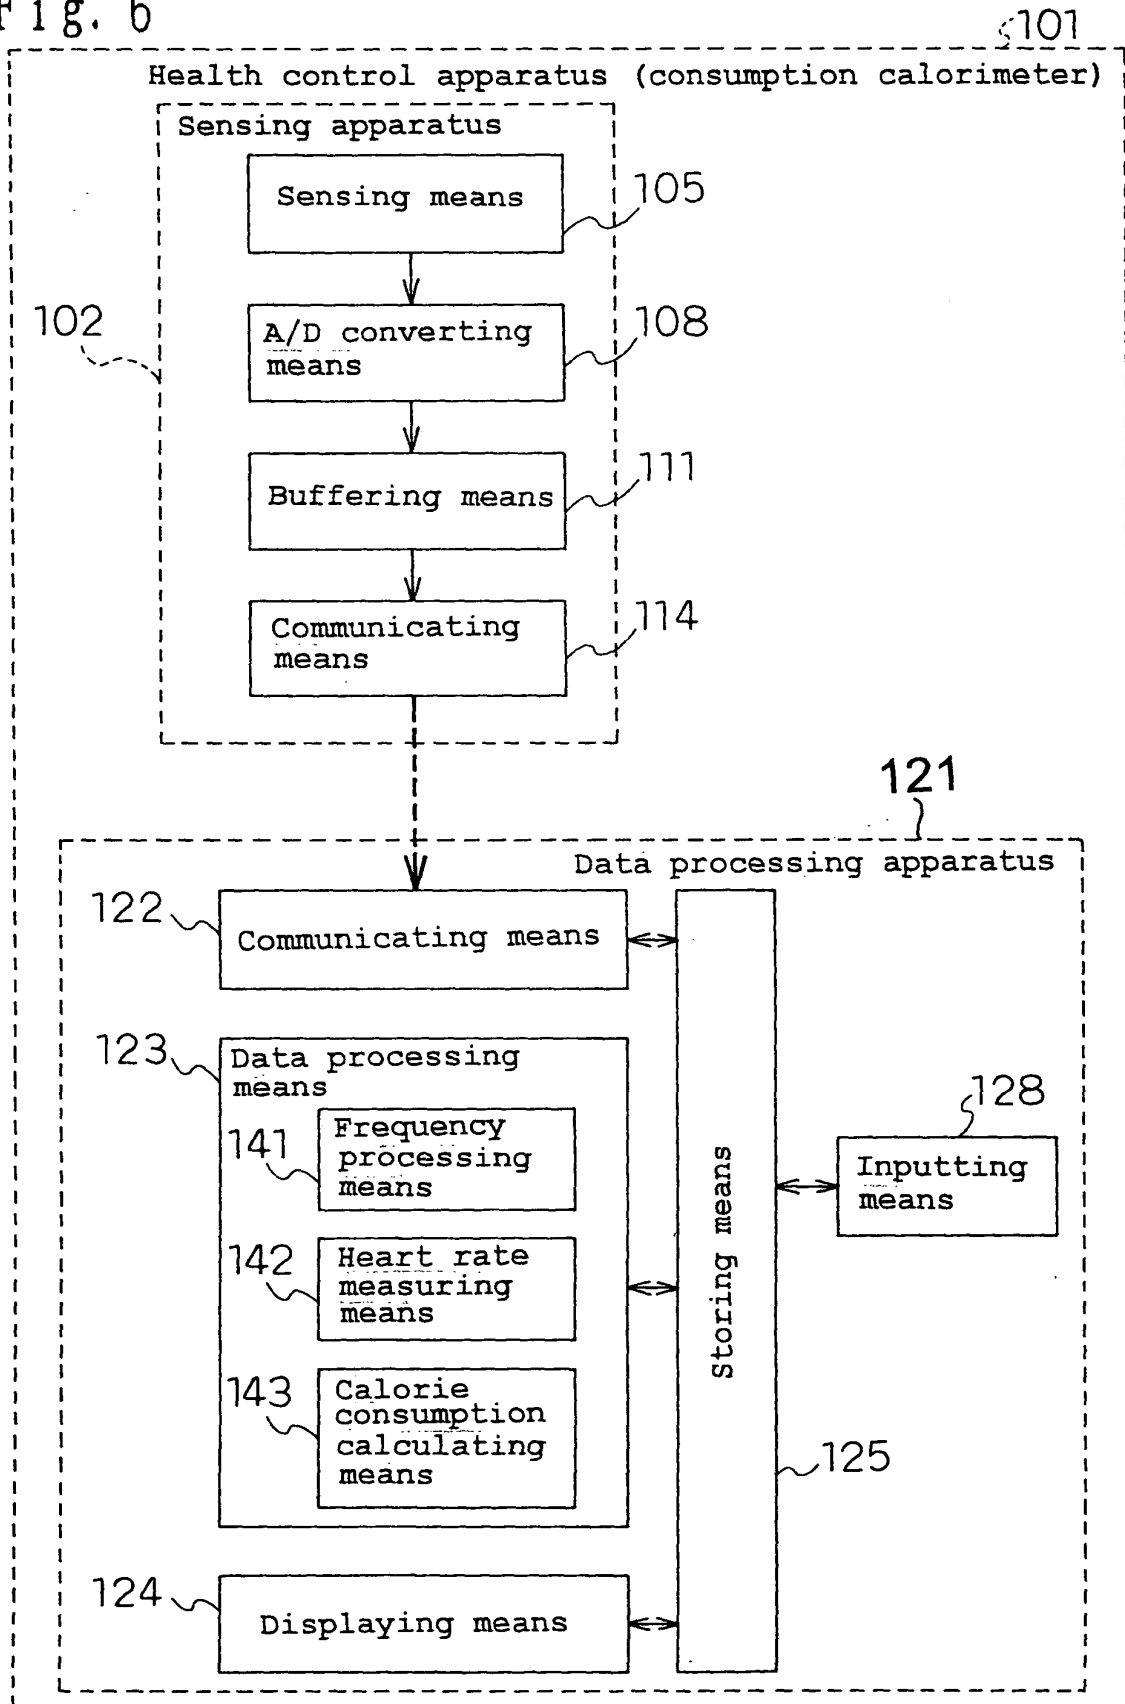 Fig. 6
101
Health control apparatus (consumption calorimeter)
Sensing apparatus
Sensing means
105
102
A/D converting
means
108
Buffering means
111
Communicating
means
114
121
Data processing apparatus
122
Communicating means
123
Data processing
means
141
Frequency
processing
means
142
Heart rate
measuring
means
143
Calorie
consumption
calculating
means
Storing means
128
Inputting
means
125
124
Displaying means